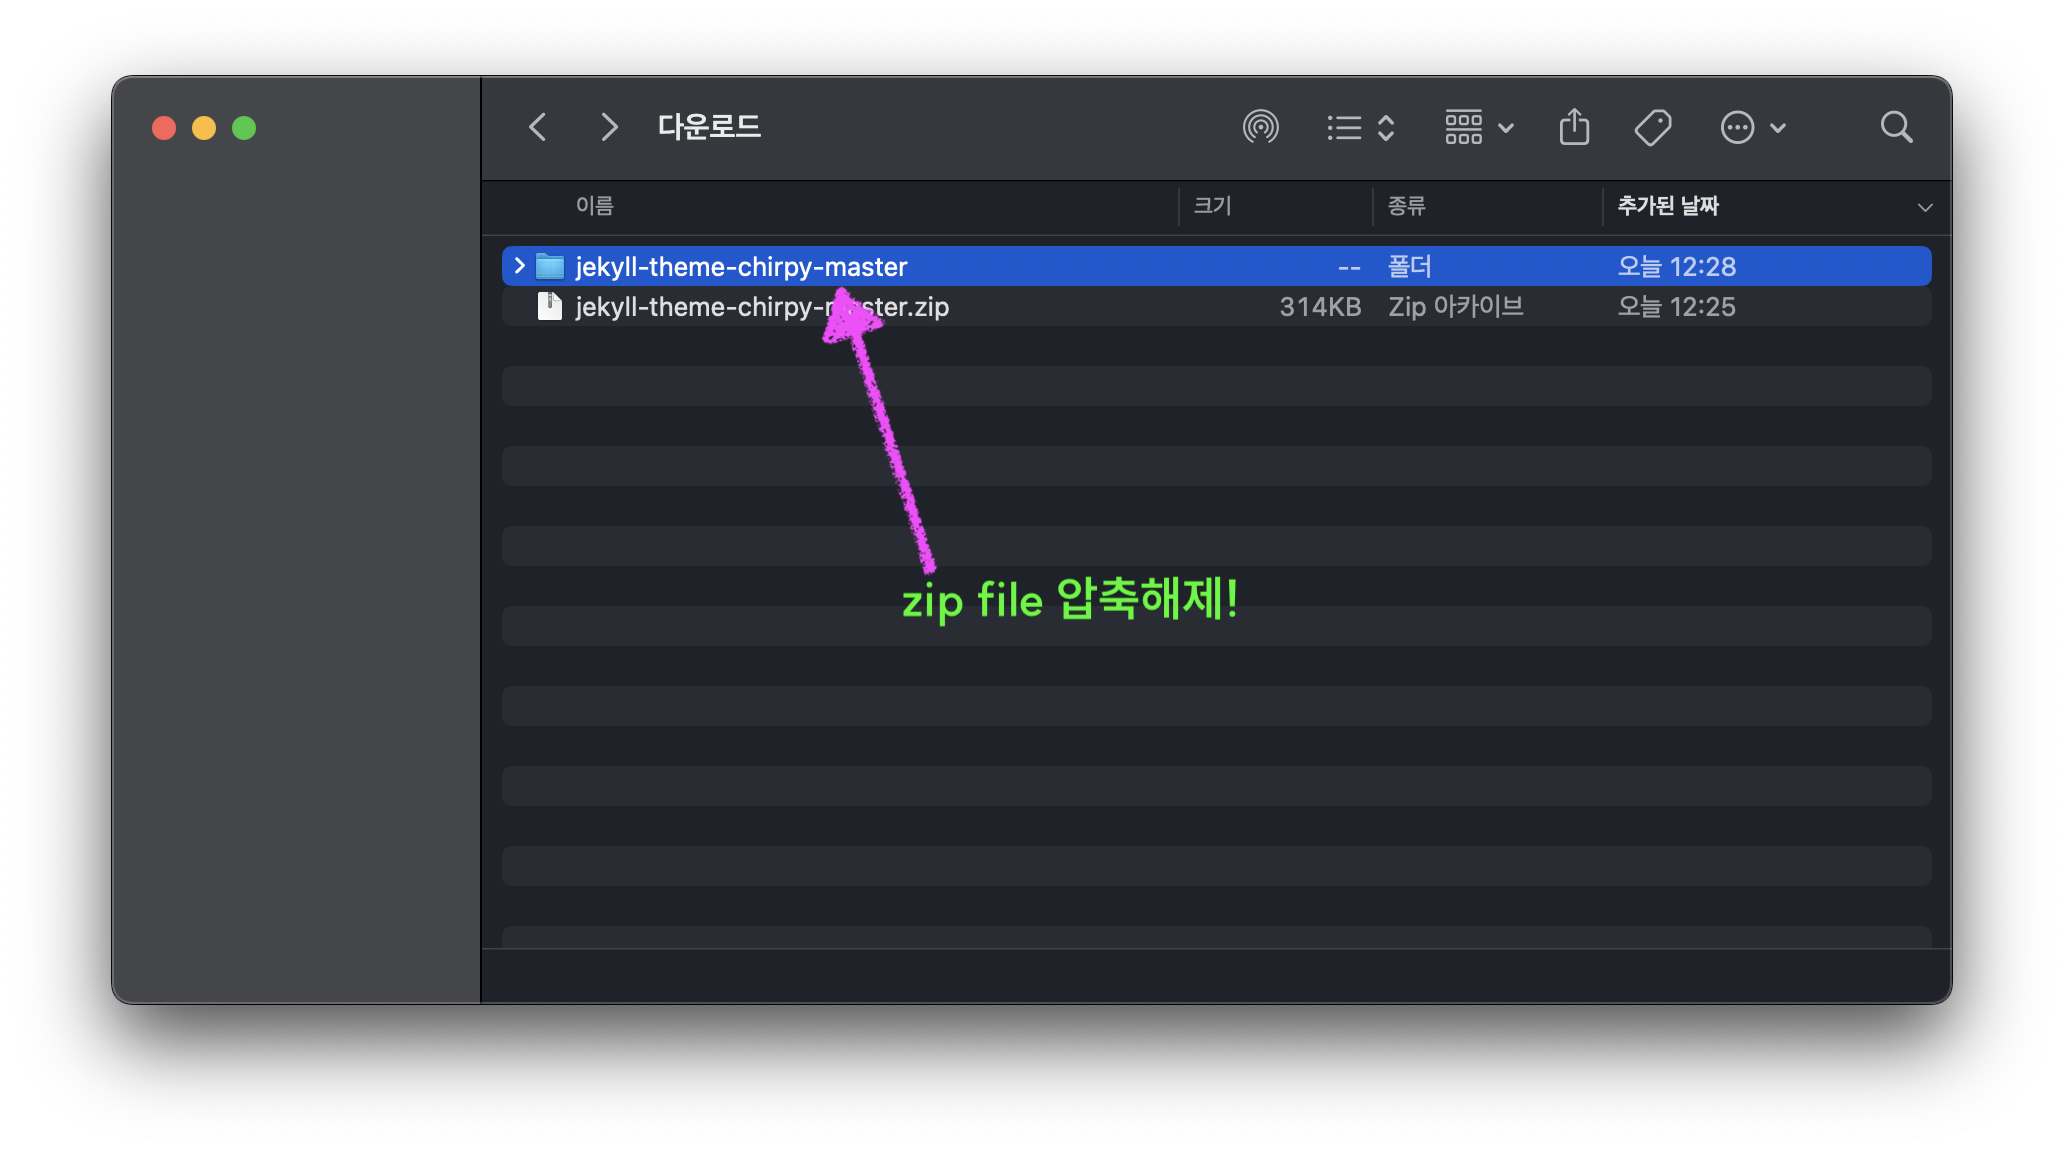 다운로드
이름 크기 종류 추가된 날짜
jekyll-theme-chirpy-master -- 폴더 오늘 12:28
jekyll-theme-chirpy-master.zip 314KB Zip 아카이브 오늘 12:25
zip file 압축해제!